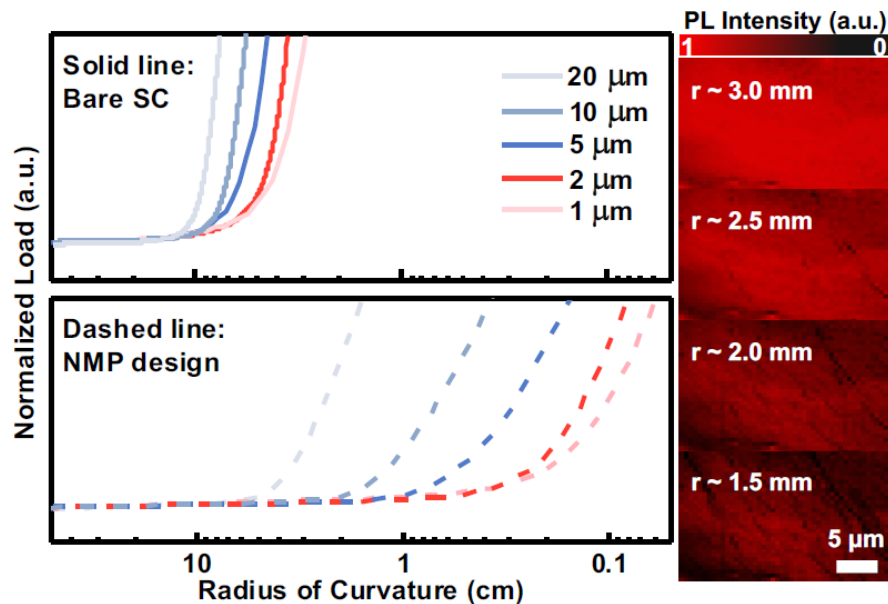 Normalized Load (a.u.)
Solid line:
Bare SC
20 μm
10 μm
5 μm
2 μm
1 μm
Dashed line:
NMP design
10
1
0.1
Radius of Curvature (cm)
PL Intensity (a.u.)
1
0
r ~ 3.0 mm
r ~ 2.5 mm
r ~ 2.0 mm
r ~ 1.5 mm
5 μm